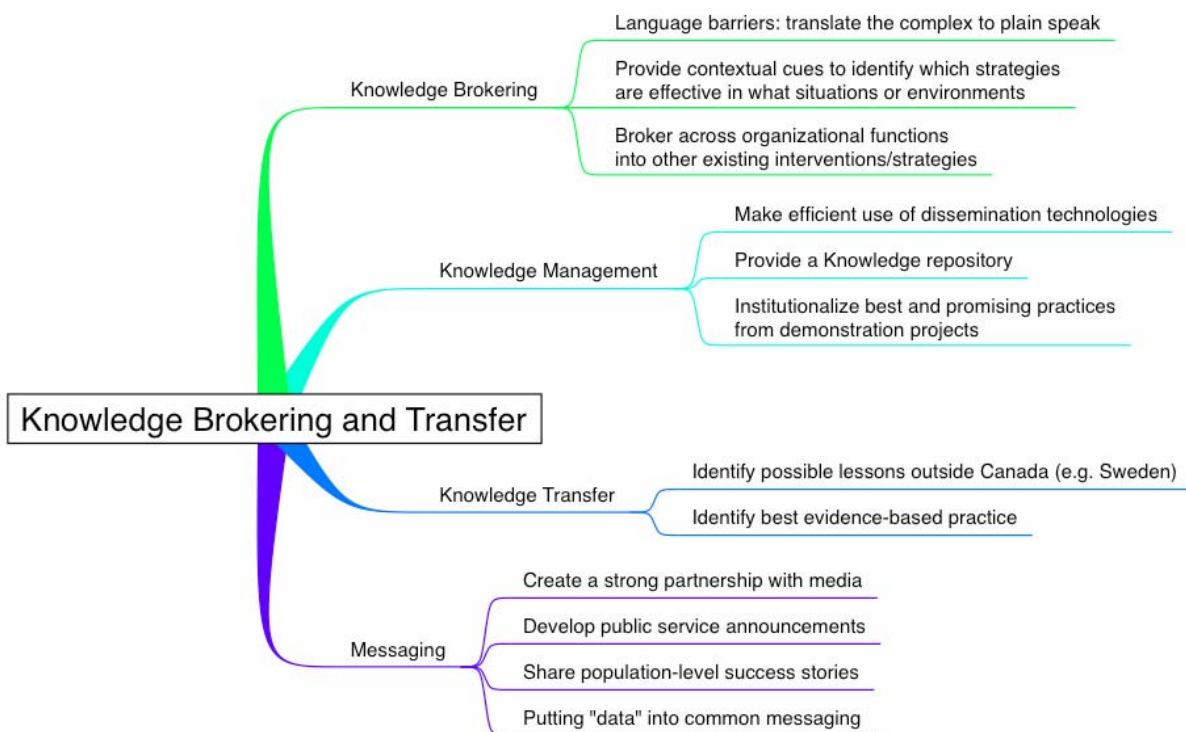 Language barriers: translate the complex to plain speak
Knowledge Brokering
Provide contextual cues to identify which strategies
are effective in what situations or environments
Broker across organizational functions
into other existing interventions/strategies
Make efficient use of dissemination technologies
Knowledge Management
Provide a Knowledge repository
Institutionalize best and promising practices
from demonstration projects
Knowledge Brokering and Transfer
Identify possible lessons outside Canada (e.g. Sweden)
Knowledge Transfer
Identify best evidence-based practice
Create a strong partnership with media
Develop public service announcements
Messaging
Share population-level success stories
Putting "data" into common messaging